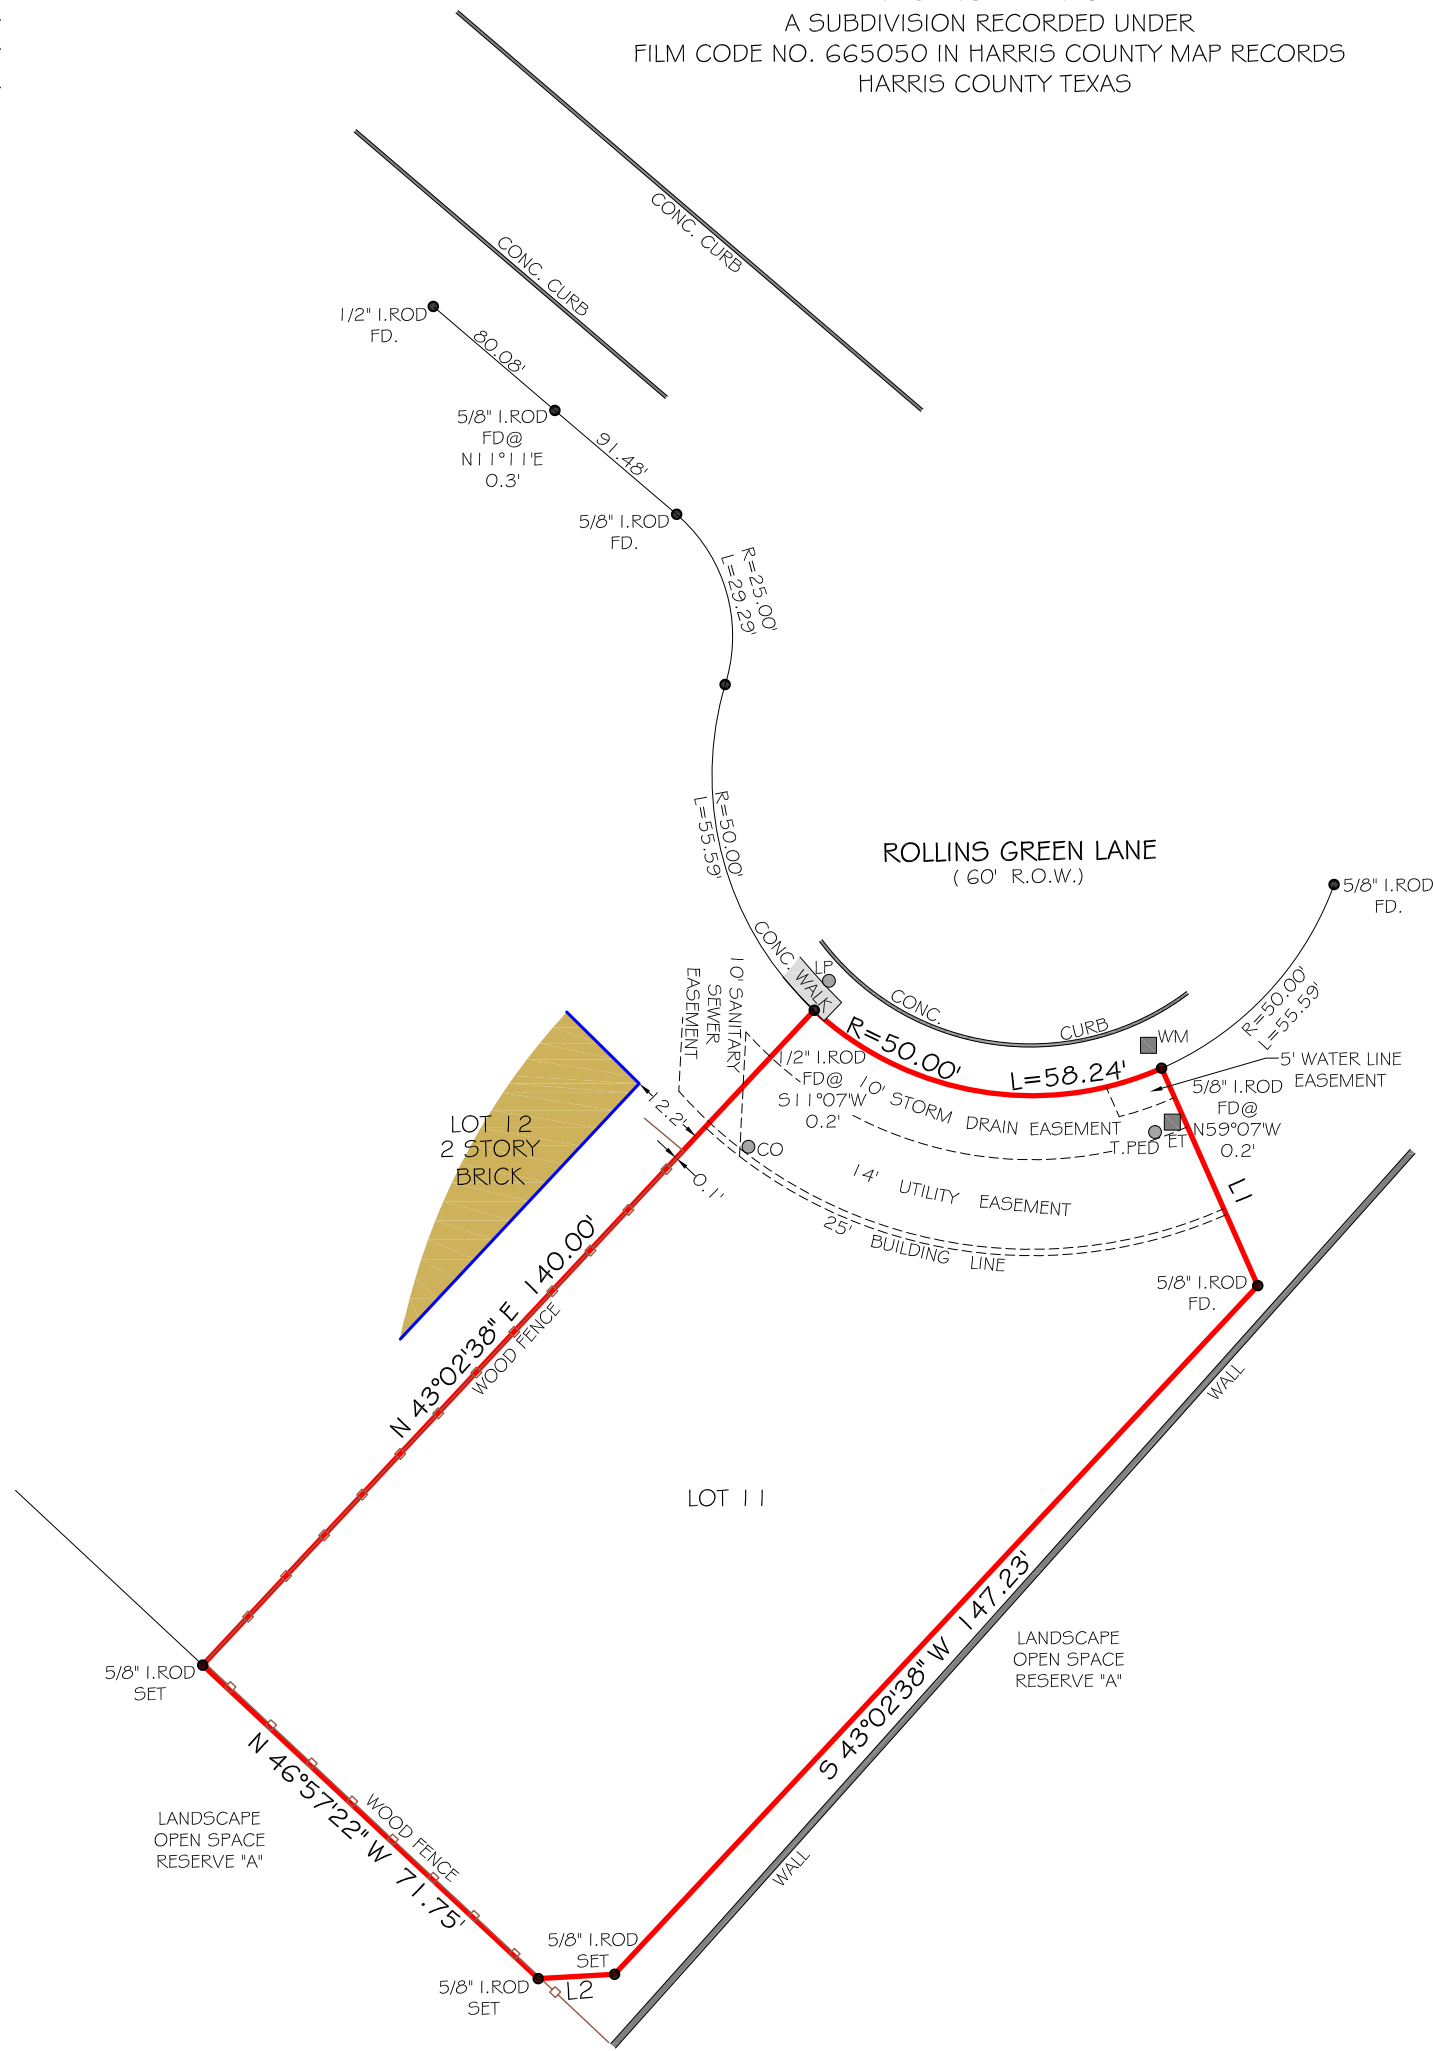 A SUBDIVISION RECORDED UNDER
FILM CODE NO. 665050 IN HARRIS COUNTY MAP RECORDS
HARRIS COUNTY TEXAS
CONC. CURB
CONC. CURB
1/2" I.ROD
FD.
80.08'
5/8" I.ROD
FD@
N11°11'E
0.3'
91.48'
5/8" I.ROD
FD.
R=25.00'
L=29.29'
R=50.00'
L=55.59'
ROLLINS GREEN LANE
( 60' R.O.W.)
5/8" I.ROD
FD.
CONC.
WALK
LP
CONC.
CURB
WM
R=50.00'
L=55.59'
10' SANITARY
SEWER
EASEMENT
R=50.00'
L=58.24'
5' WATER LINE
EASEMENT
1/2" I.ROD
FD@
S11°07'W
0.2'
5/8" I.ROD
FD@
N59°07'W
0.2'
10' STORM DRAIN EASEMENT
T.PED
ET
12.2'
LOT 12
2 STORY
BRICK
CO
0.1'
14' UTILITY EASEMENT
25' BUILDING LINE
L1
5/8" I.ROD
FD.
N 43°02'38" E 140.00'
WOOD FENCE
WALL
LOT 11
S 43°02'38" W 147.23'
LANDSCAPE
OPEN SPACE
RESERVE "A"
5/8" I.ROD
SET
N 46°57'22" W 71.75'
WOOD FENCE
LANDSCAPE
OPEN SPACE
RESERVE "A"
WALL
5/8" I.ROD
SET
L2
5/8" I.ROD
SET